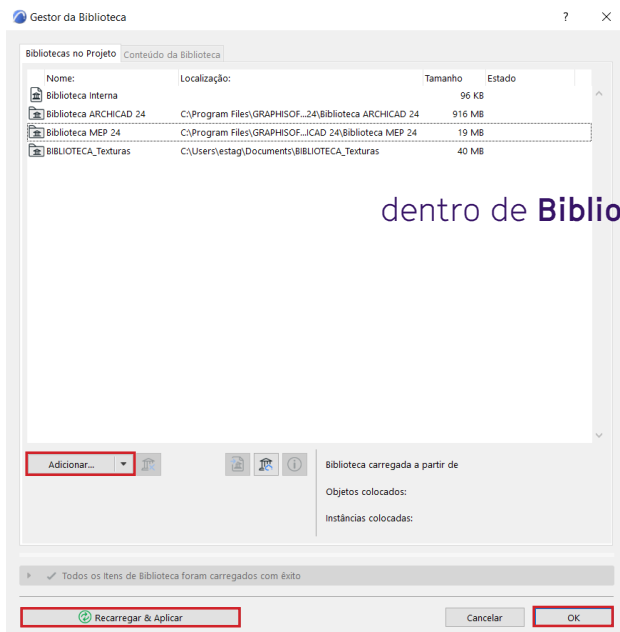 Gestor da Biblioteca ? ×
Bibliotecas no Projeto Conteúdo da Biblioteca
Nome: Localização: Tamanho Estado
Biblioteca Interna 96 KB
Biblioteca ARCHICAD 24 C:\Program Files\GRAPHISOF...24\Biblioteca ARCHICAD 24 916 MB
Biblioteca MEP 24 C:\Program Files\GRAPHISOF...ICAD 24\Biblioteca MEP 24 19 MB
BIBLIOTECA_Texturas C:\Users\estag\Documents\BIBLIOTECA_Texturas 40 MB
dentro de Biblio
Adicionar...
Biblioteca carregada a partir de
Objetos colocados:
Instâncias colocadas:
Todos os Itens de Biblioteca foram carregados com êxito
Recarregar & Aplicar Cancelar OK